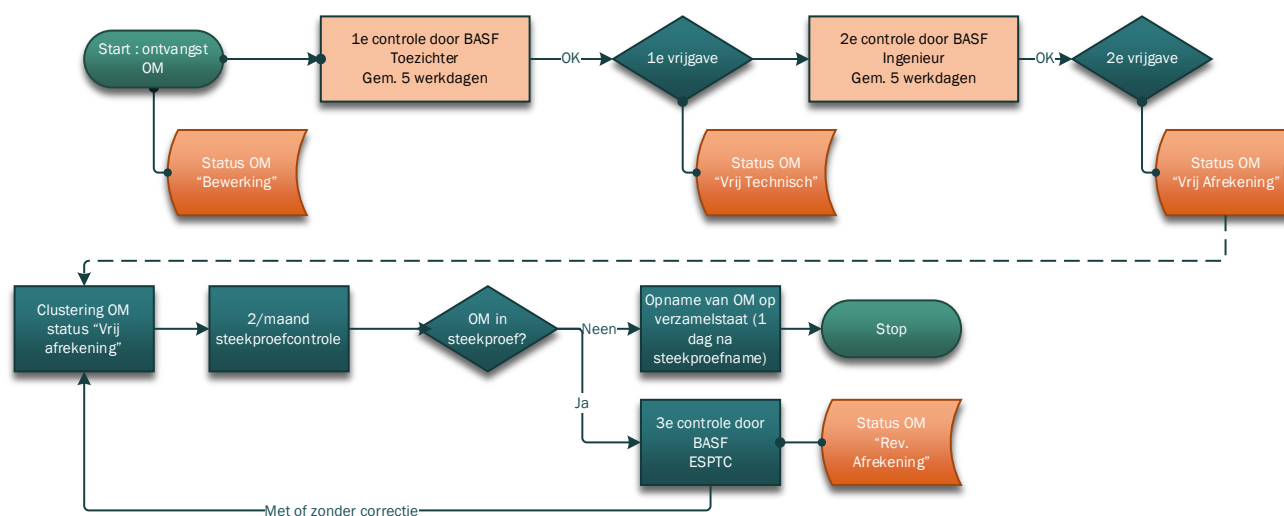 Start : ontvangst
OM
1e controle door BASF
Toezichter
Gem. 5 werkdagen
OK
1e vrijgave
2e controle door BASF
Ingenieur
Gem. 5 werkdagen
OK
2e vrijgave
Status OM
“Bewerking”
Status OM
“Vrij Technisch”
Status OM
“Vrij Afrekening”
Clustering OM
status “Vrij
afrekening”
2/maand
steekproefcontrole
OM in
steekproef?
Neen
Opname van OM op
verzamelstaat (1
dag na
steekproefname)
Stop
Ja
3e controle door
BASF
ESPTC
Status OM
“Rev.
Afrekening”
Met of zonder correctie